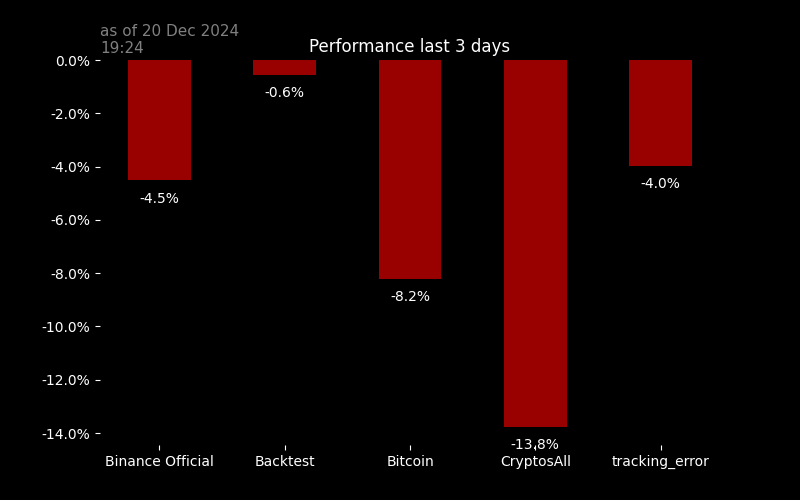 as of 20 Dec 2024
19:24
Performance last 3 days
0.0%
-2.0%
-4.0%
-6.0%
-8.0%
-10.0%
-12.0%
-14.0%
-4.5%
-0.6%
-8.2%
-13.8%
-4.0%
Binance Official
Backtest
Bitcoin
CryptosAll
tracking_error